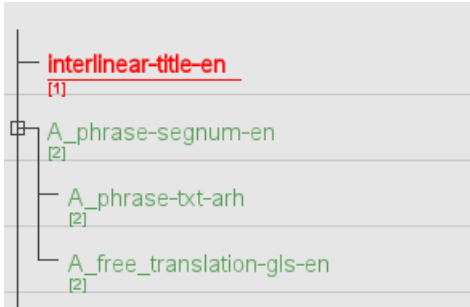 interlinear-title-en
[1]
A_phrase-segnum-en
[2]
A_phrase-txt-arh
[2]
A_free_translation-gls-en
[2]